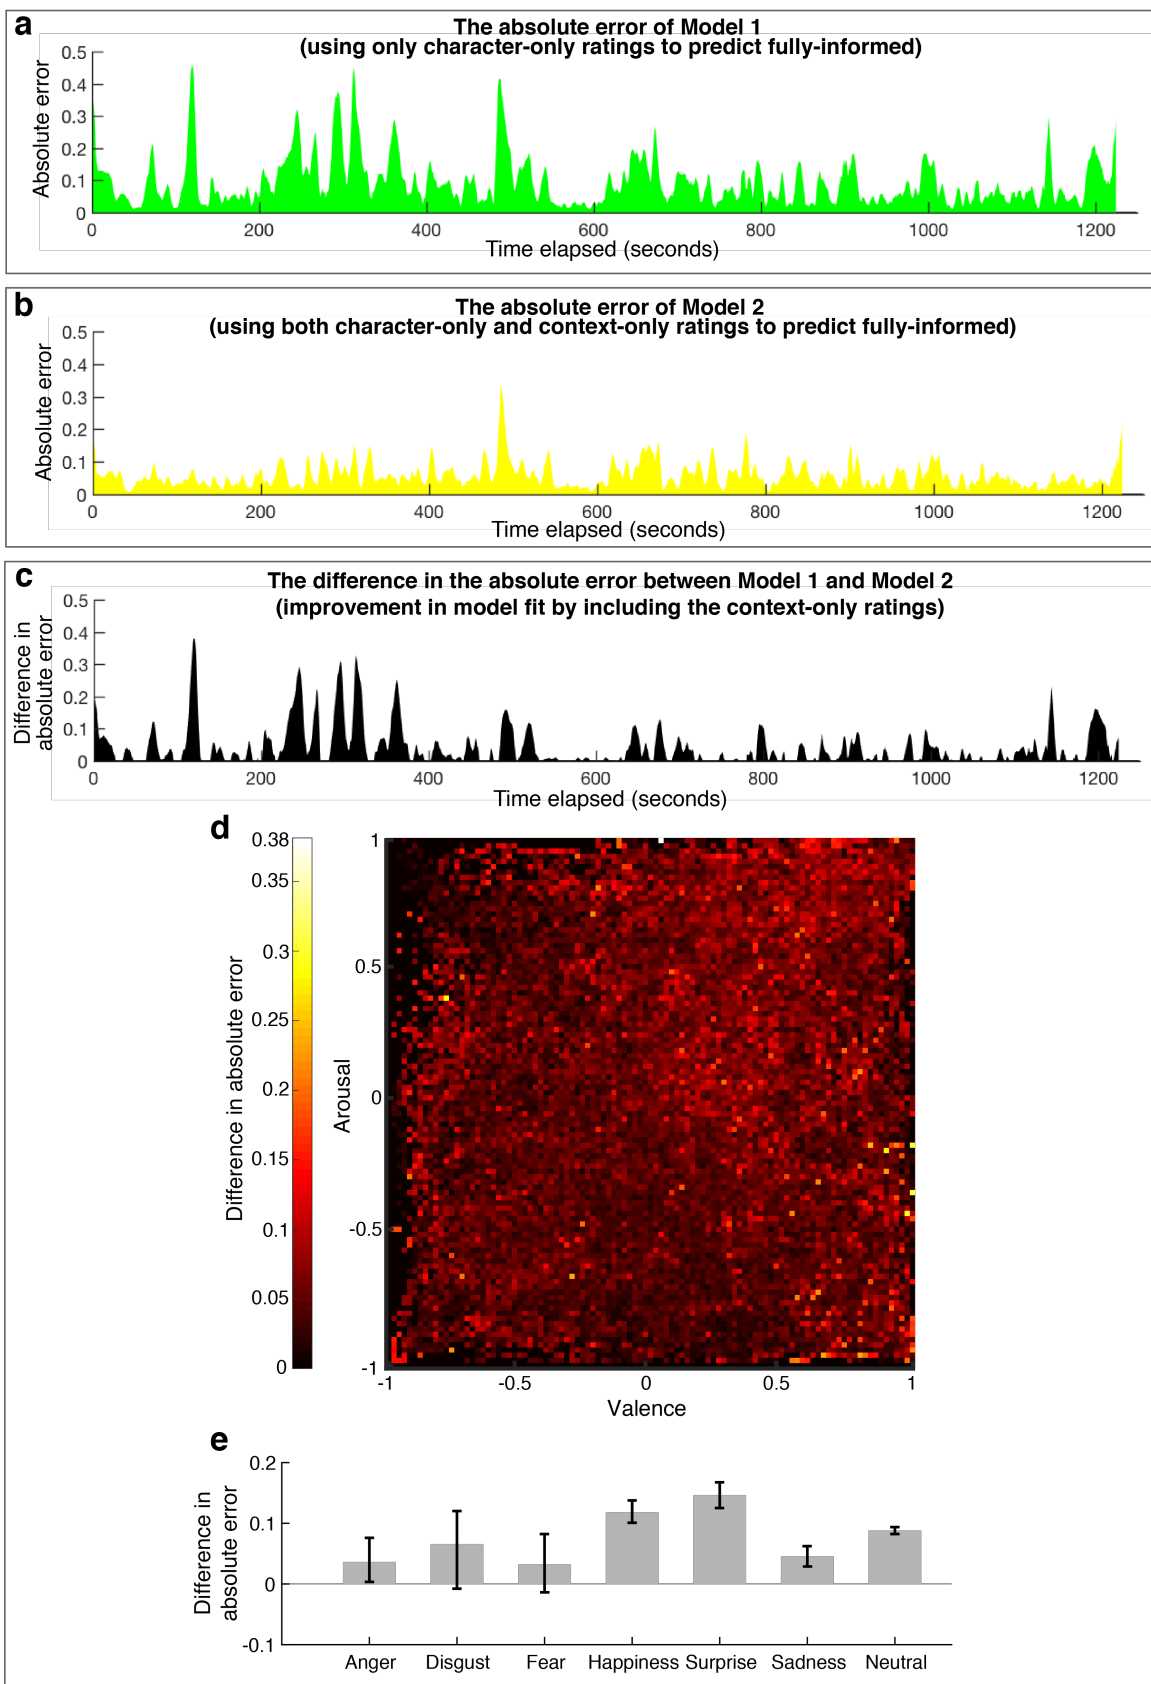 a
The absolute error of Model 1
(using only character-only ratings to predict fully-informed)
Absolute error
0.5
0.4
0.3
0.2
0.1
0
0 200 400 600 800 1000 1200
Time elapsed (seconds)
b
The absolute error of Model 2
(using both character-only and context-only ratings to predict fully-informed)
Absolute error
0.5
0.4
0.3
0.2
0.1
0
0 200 400 600 800 1000 1200
Time elapsed (seconds)
c
The difference in the absolute error between Model 1 and Model 2
(improvement in model fit by including the context-only ratings)
Difference in
absolute error
0.5
0.4
0.3
0.2
0.1
0
0 200 400 600 800 1000 1200
Time elapsed (seconds)
d
Difference in absolute error
0.38
0.35
0.3
0.25
0.2
0.15
0.1
0.05
0
Arousal
1
0.5
0
-0.5
-1
-1 -0.5 0 0.5 1
Valence
e
Difference in
absolute error
0.2
0.1
0
-0.1
Anger Disgust Fear Happiness Surprise Sadness Neutral